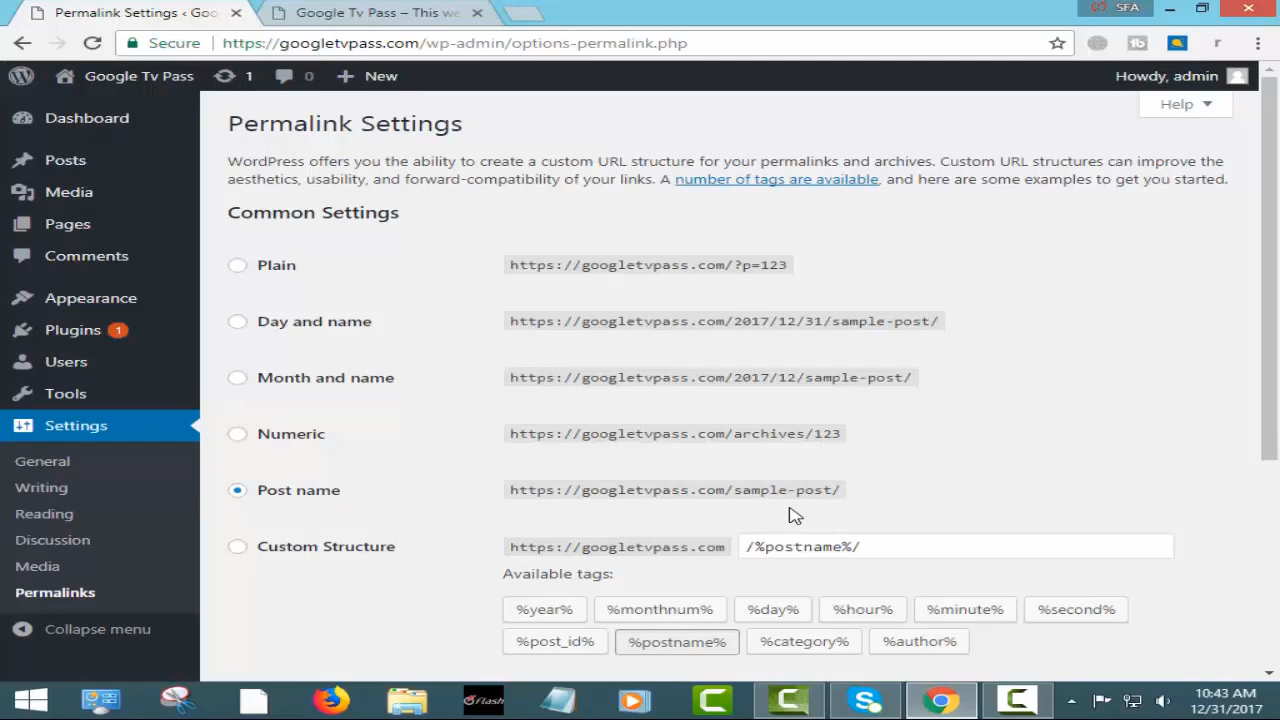 Permalink Settings ‹ Goo
Google Tv Pass – This we
SFA
Secure
https://googletvpass.com/wp-admin/options-permalink.php
Google Tv Pass
1
0
New
Howdy, admin
Help
Dashboard
Posts
Media
Pages
Comments
Appearance
Plugins 1
Users
Tools
Settings
General
Writing
Reading
Discussion
Media
Permalinks
Collapse menu
Permalink Settings
WordPress offers you the ability to create a custom URL structure for your permalinks and archives. Custom URL structures can improve the
aesthetics, usability, and forward-compatibility of your links. A number of tags are available, and here are some examples to get you started.
Common Settings
Plain https://googletvpass.com/?p=123
Day and name https://googletvpass.com/2017/12/31/sample-post/
Month and name https://googletvpass.com/2017/12/sample-post/
Numeric https://googletvpass.com/archives/123
Post name https://googletvpass.com/sample-post/
Custom Structure https://googletvpass.com /%postname%/
Available tags:
%year% %monthnum% %day% %hour% %minute% %second%
%post_id% %postname% %category% %author%
Flash
10:43 AM
12/31/2017